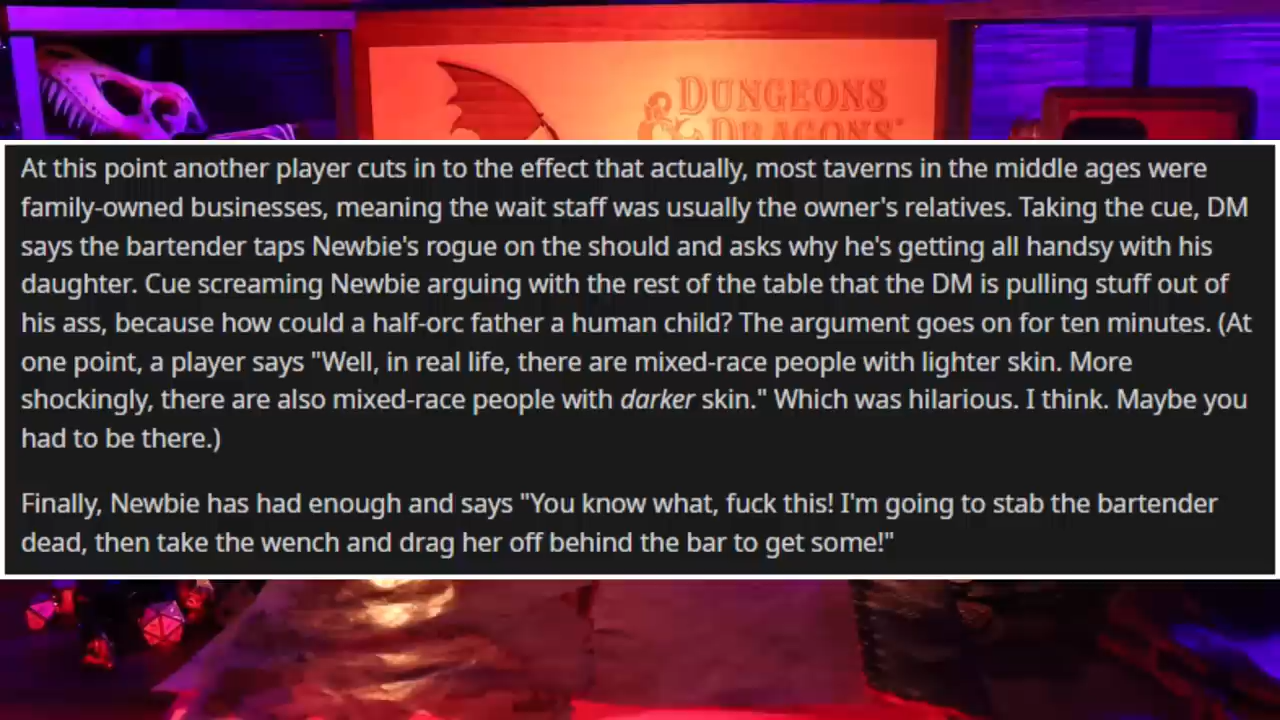 DUNGEONS
& DRAGONS
At this point another player cuts in to the effect that actually, most taverns in the middle ages were
family-owned businesses, meaning the wait staff was usually the owner's relatives. Taking the cue, DM
says the bartender taps Newbie's rogue on the should and asks why he's getting all handsy with his
daughter. Cue screaming Newbie arguing with the rest of the table that the DM is pulling stuff out of
his ass, because how could a half-orc father a human child? The argument goes on for ten minutes. (At
one point, a player says "Well, in real life, there are mixed-race people with lighter skin. More
shockingly, there are also mixed-race people with darker skin." Which was hilarious. I think. Maybe you
had to be there.)
Finally, Newbie has had enough and says "You know what, fuck this! I'm going to stab the bartender
dead, then take the wench and drag her off behind the bar to get some!"